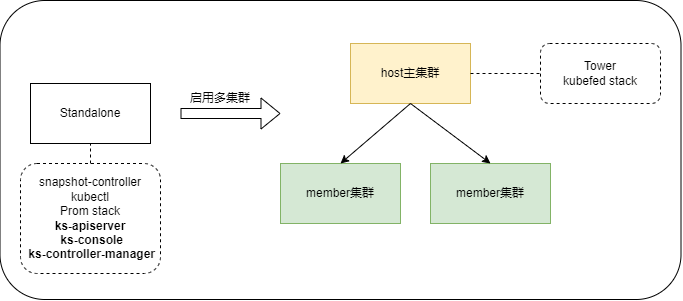 Standalone
snapshot-controller
kubectl
Prom stack
ks-apiserver
ks-console
ks-controller-manager
启用多集群
host主集群
Tower
kubefed stack
member集群
member集群